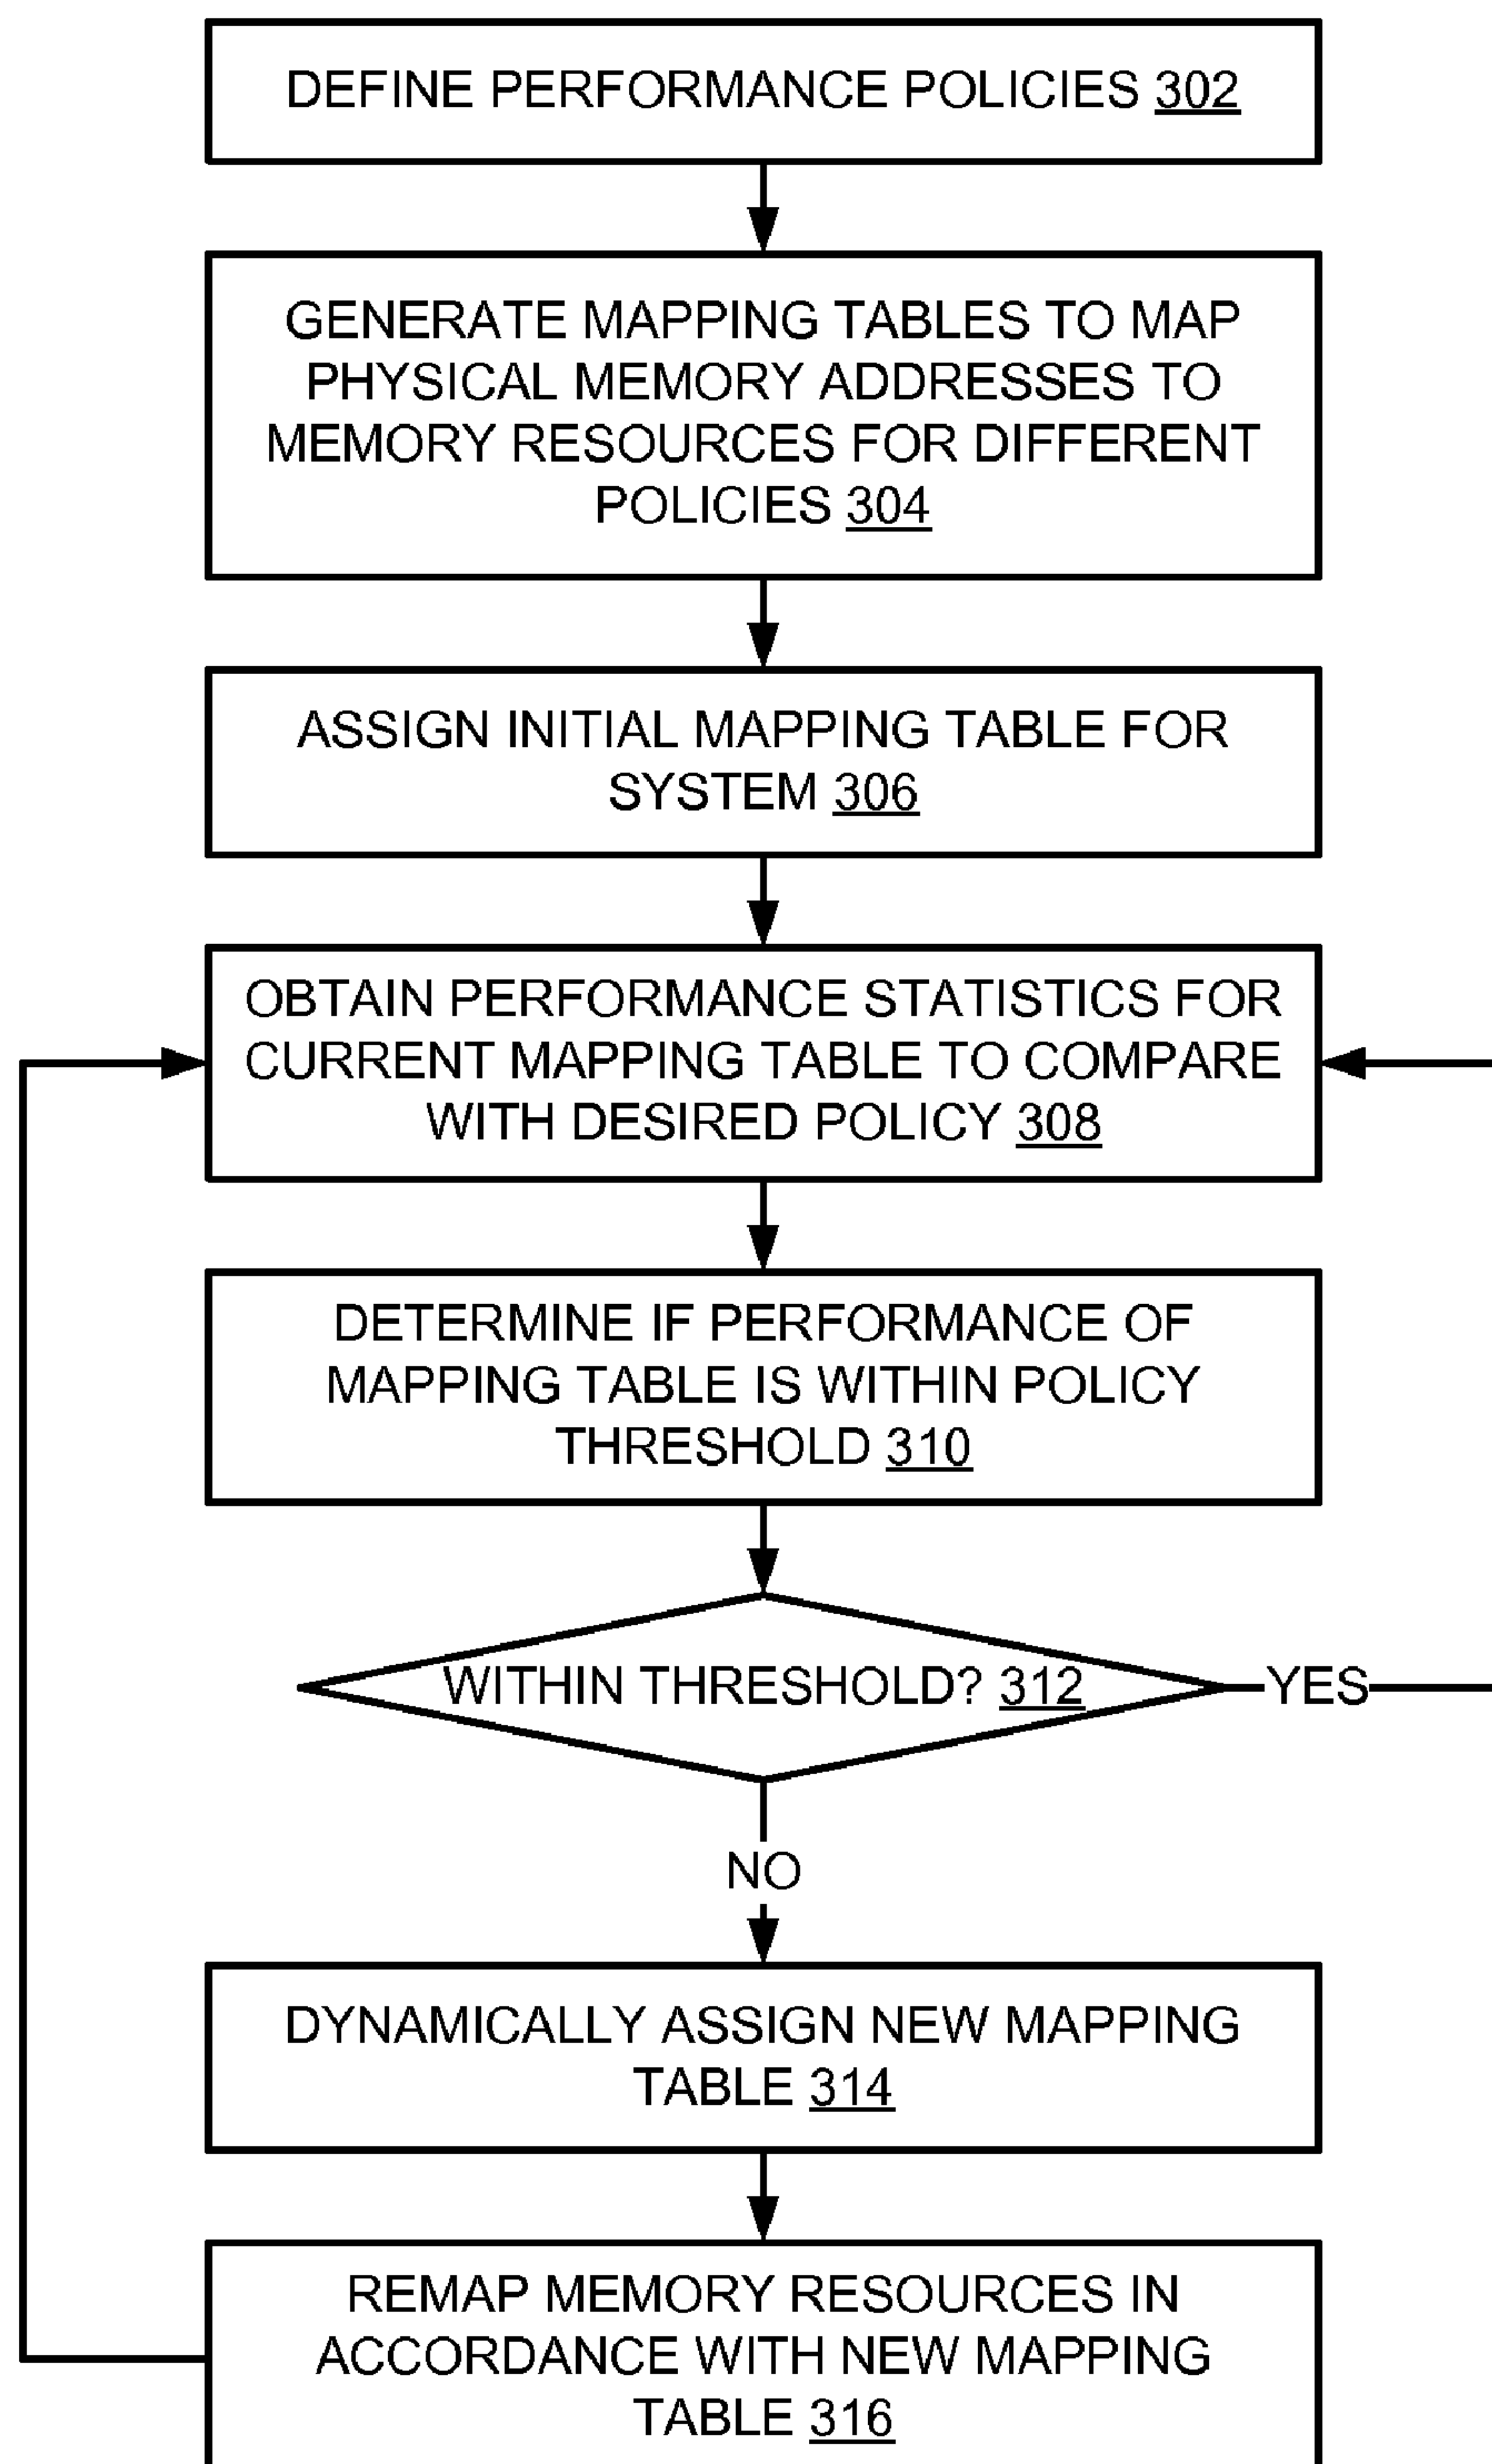 DEFINE PERFORMANCE POLICIES 302
GENERATE MAPPING TABLES TO MAP
PHYSICAL MEMORY ADDRESSES TO
MEMORY RESOURCES FOR DIFFERENT
POLICIES 304
ASSIGN INITIAL MAPPING TABLE FOR
SYSTEM 306
OBTAIN PERFORMANCE STATISTICS FOR
CURRENT MAPPING TABLE TO COMPARE
WITH DESIRED POLICY 308
DETERMINE IF PERFORMANCE OF
MAPPING TABLE IS WITHIN POLICY
THRESHOLD 310
WITHIN THRESHOLD? 312
YES
NO
DYNAMICALLY ASSIGN NEW MAPPING
TABLE 314
REMAP MEMORY RESOURCES IN
ACCORDANCE WITH NEW MAPPING
TABLE 316